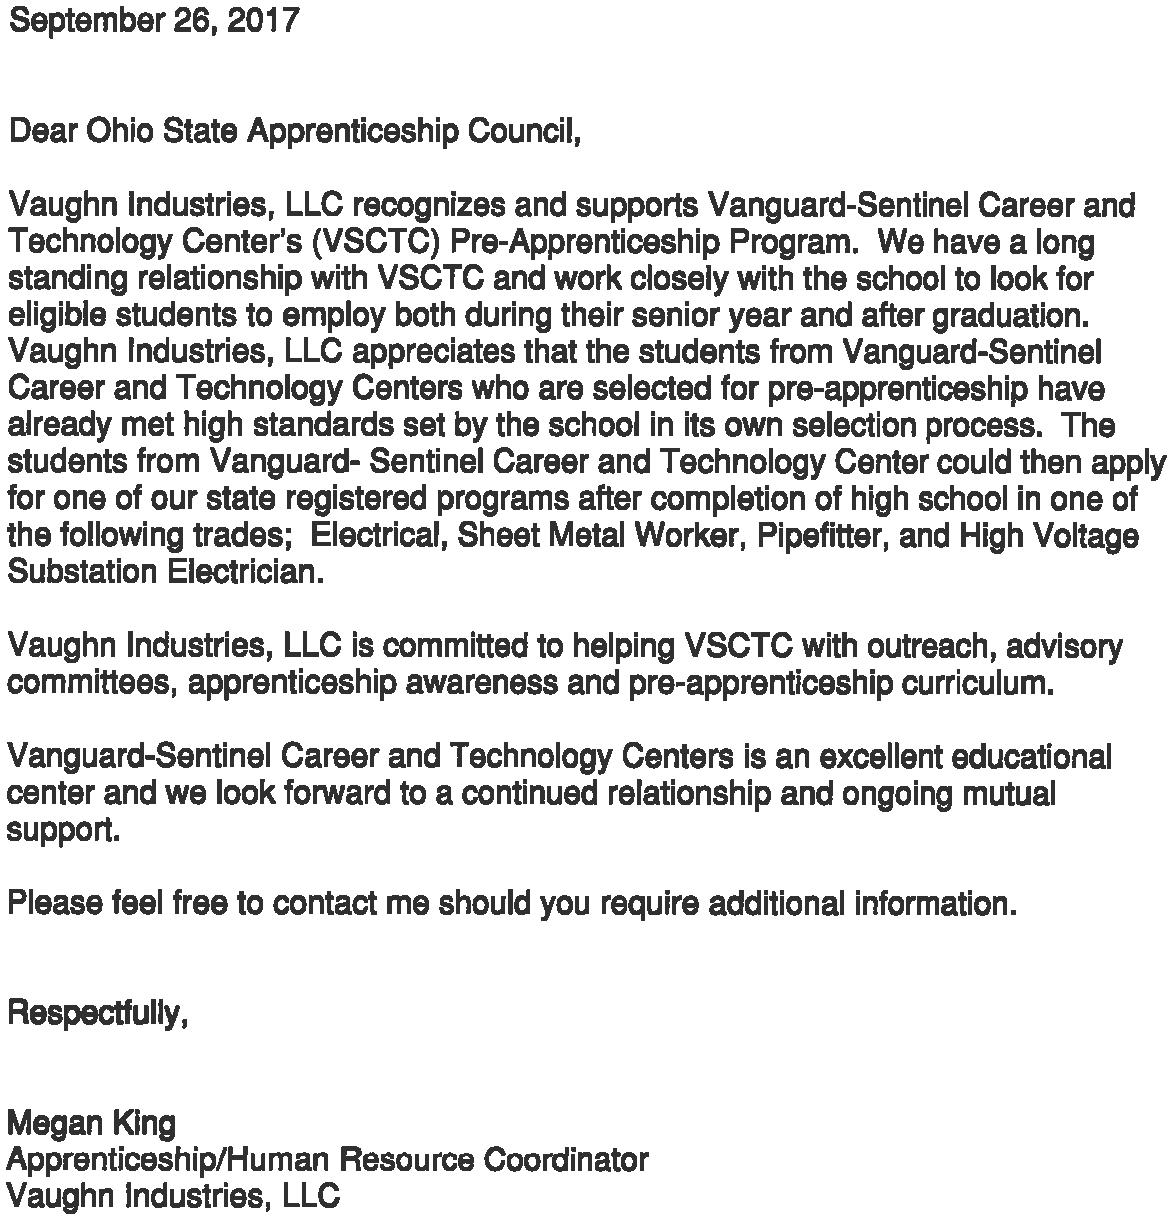 September 26, 2017
Dear Ohio State Apprenticeship Council,
Vaughn Industries, LLC recognizes and supports Vanguard-Sentinel Career and
Technology Center's (VSCTC) Pre-Apprenticeship Program.  We have a long
standing relationship with VSCTC and work closely with the school to look for
eligible students to employ both during their senior year and after graduation.
Vaughn Industries, LLC appreciates that the students from Vanguard-Sentinel
Career and Technology Centers who are selected for pre-apprenticeship have
already met high standards set by the school in its own selection process.  The
students from Vanguard- Sentinel Career and Technology Center could then apply
for one of our state registered programs after completion of high school in one of
the following trades;  Electrical, Sheet Metal Worker, Pipefitter, and High Voltage
Substation Electrician.
Vaughn Industries, LLC is committed to helping VSCTC with outreach, advisory
committees, apprenticeship awareness and pre-apprenticeship curriculum.
Vanguard-Sentinel Career and Technology Centers is an excellent educational
center and we look forward to a continued relationship and ongoing mutual
support.
Please feel free to contact me should you require additional information.
Respectfully,
Megan King
Apprenticeship/Human Resource Coordinator
Vaughn Industries, LLC